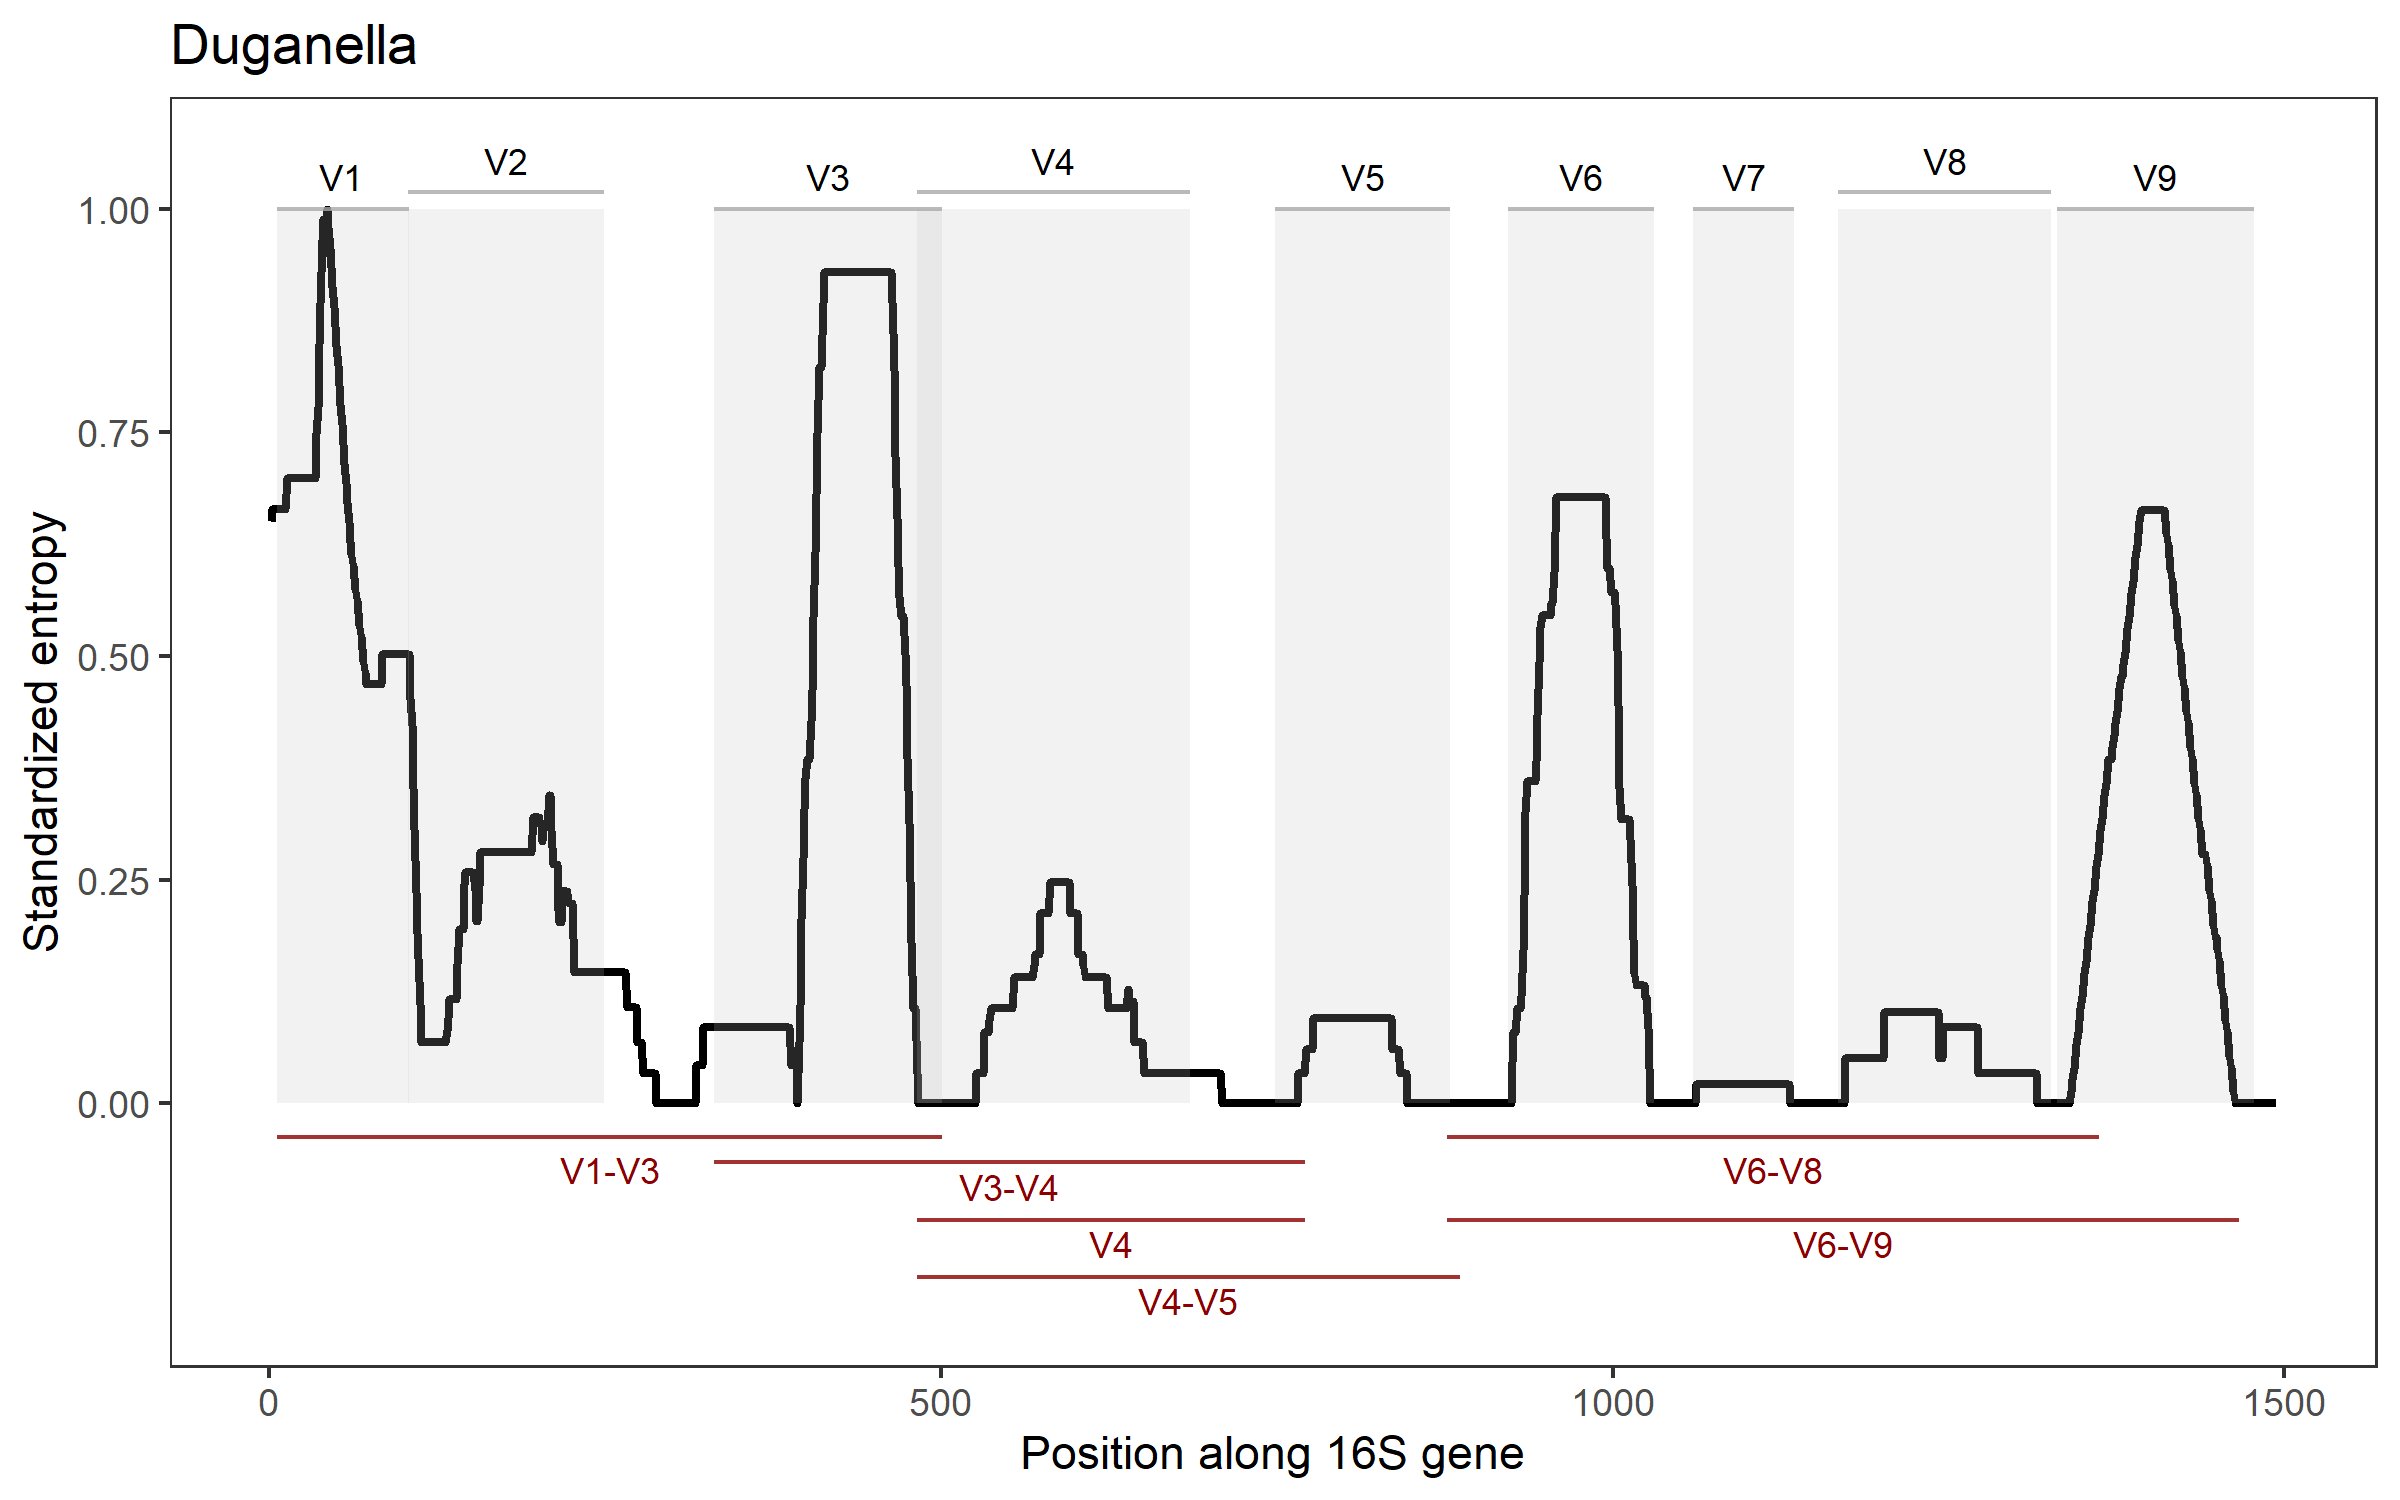 Duganella
V1
V2
V3
V4
V5
V6
V7
V8
V9
1.00
0.75
0.50
0.25
0.00
Standardized entropy
V1-V3
V3-V4
V4
V4-V5
V6-V8
V6-V9
0
500
1000
1500
Position along 16S gene